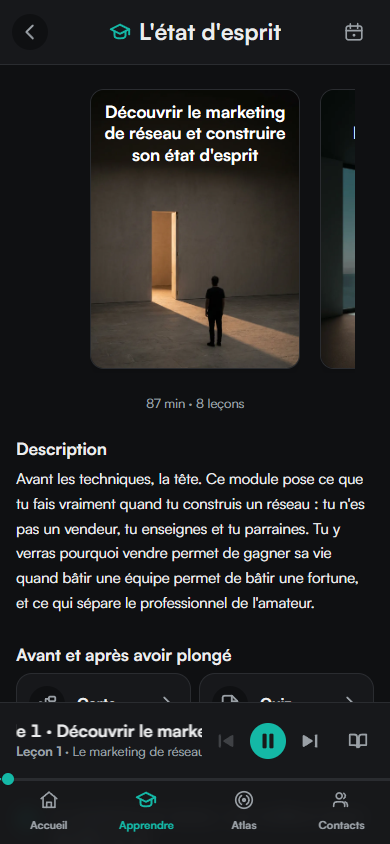 L'état d'esprit
Découvrir le marketing
de réseau et construire
son état d'esprit
87 min · 8 leçons
Description
Avant les techniques, la tête. Ce module pose ce que
tu fais vraiment quand tu construis un réseau : tu n'es
pas un vendeur, tu enseignes et tu parraines. Tu y
verras pourquoi vendre permet de gagner sa vie
quand bâtir une équipe permet de bâtir une fortune,
et ce qui sépare le professionnel de l'amateur.
Avant et après avoir plongé
e 1 · Découvrir le marke
Leçon 1 · Le marketing de réseau
Accueil
Apprendre
Atlas
Contacts